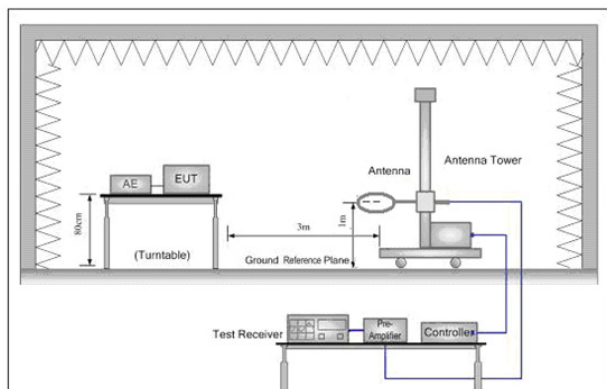 Antenna
Antenna Tower
AE
EUT
80cm
(Turntable)
3m
1m
Ground Reference Plane
Test Receiver
Pre-
Amplifier
Controller